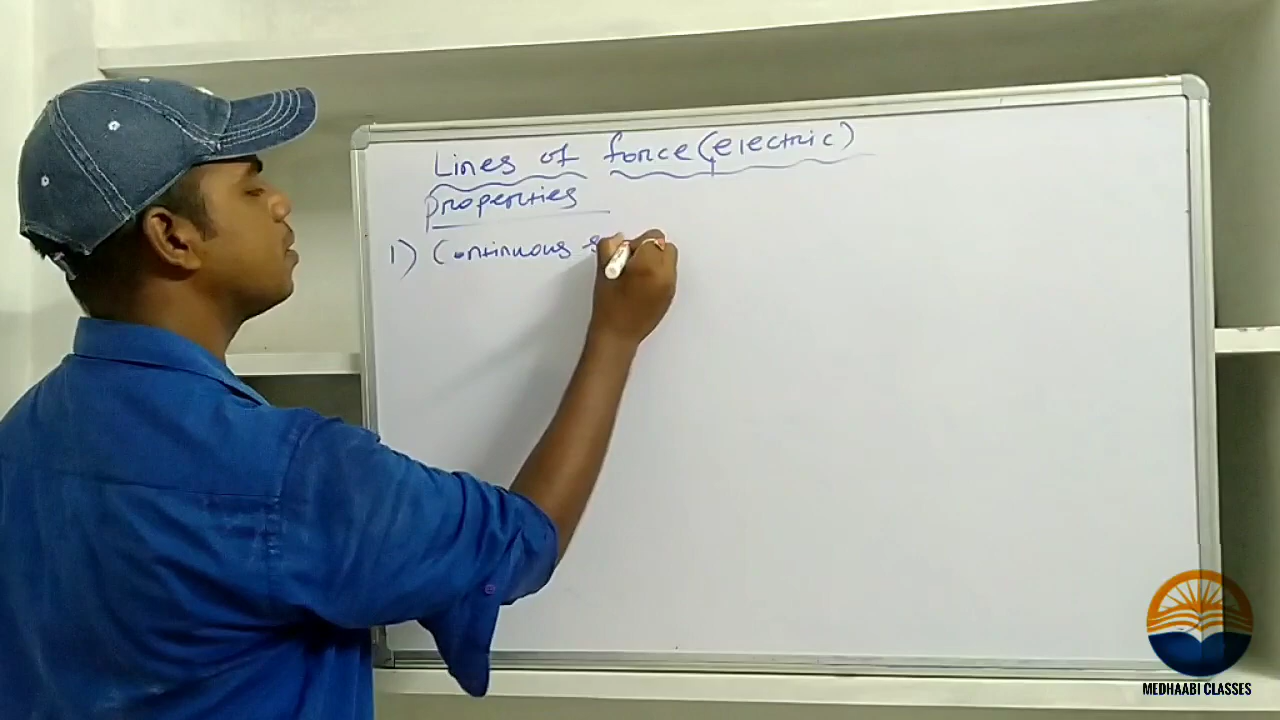 Lines of force (electric)
properties
1) Continuous
MEDHAABI CLASSES